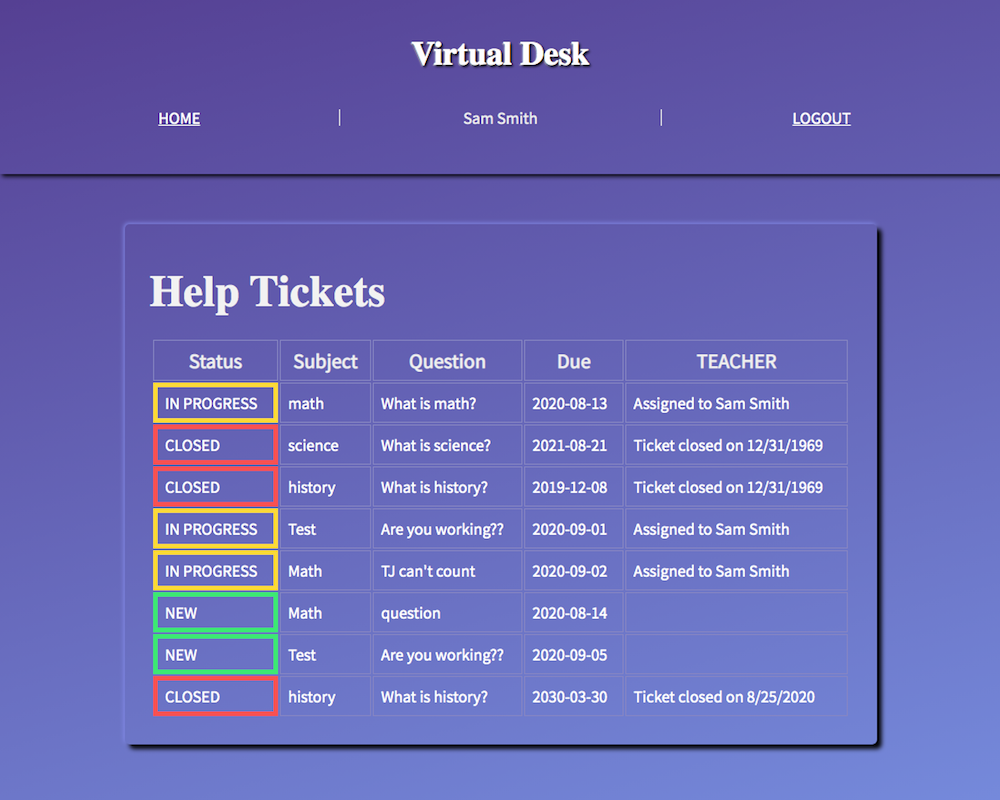 Virtual Desk
HOME | Sam Smith | LOGOUT
Help Tickets
Status Subject Question Due TEACHER
IN PROGRESS math What is math? 2020-08-13 Assigned to Sam Smith
CLOSED science What is science? 2021-08-21 Ticket closed on 12/31/1969
CLOSED history What is history? 2019-12-08 Ticket closed on 12/31/1969
IN PROGRESS Test Are you working?? 2020-09-01 Assigned to Sam Smith
IN PROGRESS Math TJ can't count 2020-09-02 Assigned to Sam Smith
NEW Math question 2020-08-14
NEW Test Are you working?? 2020-09-05
CLOSED history What is history? 2030-03-30 Ticket closed on 8/25/2020